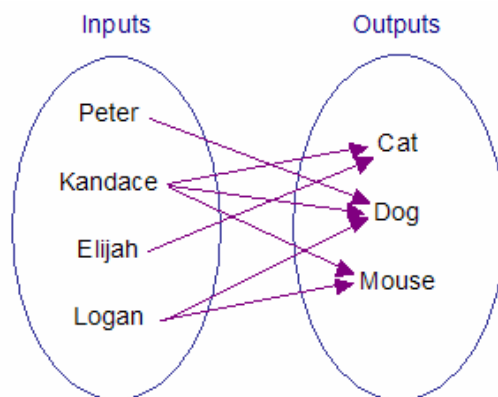 Inputs
Outputs
Peter
Kandace
Elijah
Logan
Cat
Dog
Mouse